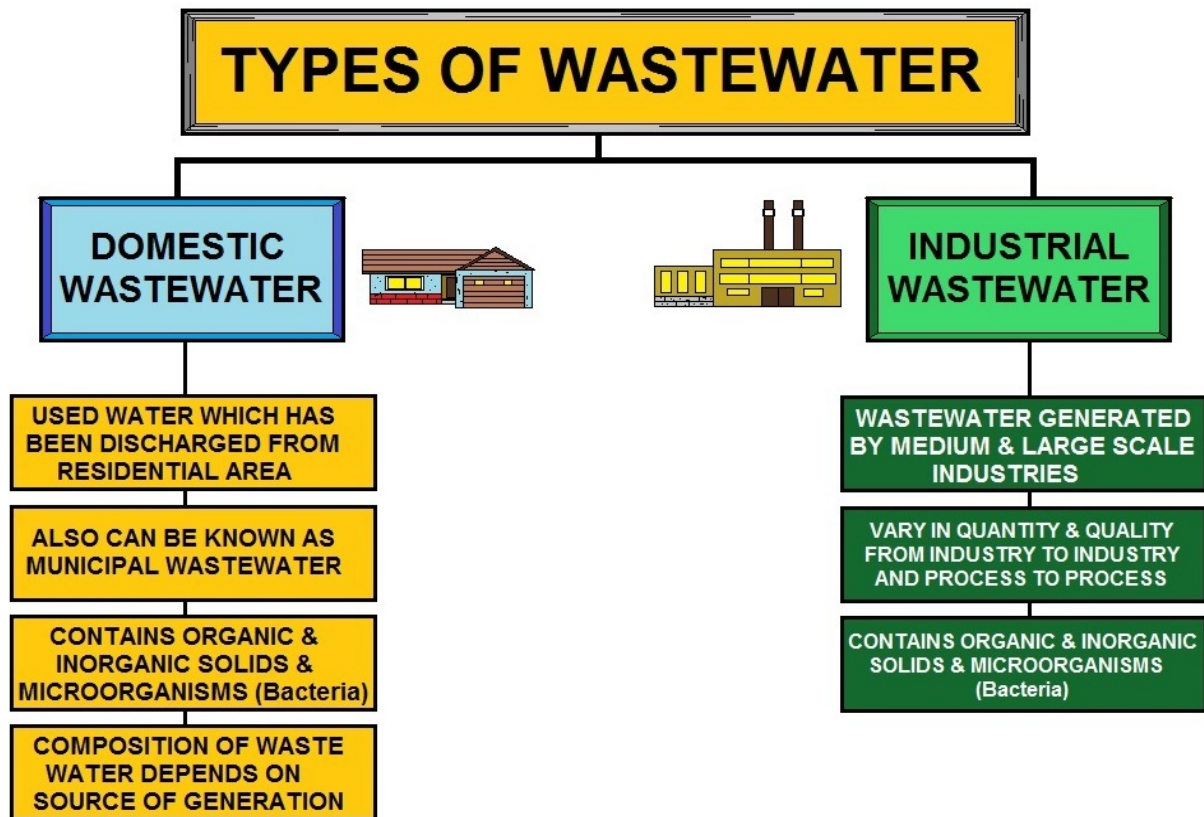 TYPES OF WASTEWATER
DOMESTIC
WASTEWATER
USED WATER WHICH HAS
BEEN DISCHARGED FROM
RESIDENTIAL AREA
ALSO CAN BE KNOWN AS
MUNICIPAL WASTEWATER
CONTAINS ORGANIC &
INORGANIC SOLIDS &
MICROORGANISMS (Bacteria)
COMPOSITION OF WASTE
WATER DEPENDS ON
SOURCE OF GENERATION
INDUSTRIAL
WASTEWATER
WASTEWATER GENERATED
BY MEDIUM & LARGE SCALE
INDUSTRIES
VARY IN QUANTITY & QUALITY
FROM INDUSTRY TO INDUSTRY
AND PROCESS TO PROCESS
CONTAINS ORGANIC & INORGANIC
SOLIDS & MICROORGANISMS
(Bacteria)